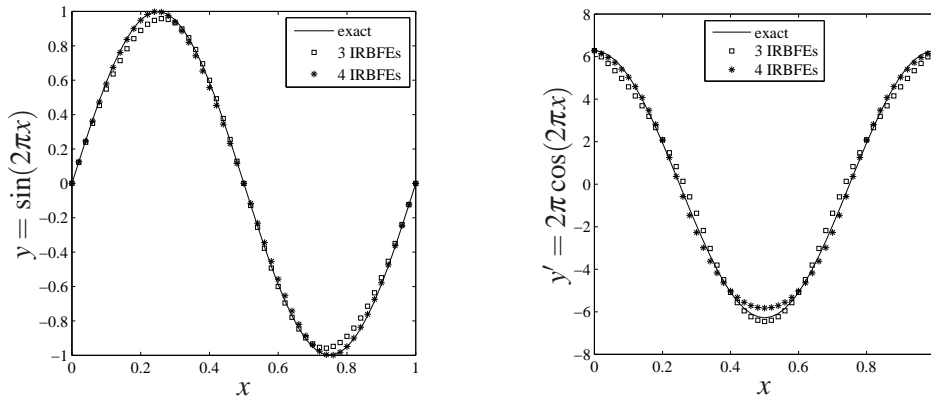 1
0.8
0.6
0.4
0.2
0
−0.2
−0.4
−0.6
−0.8
−1
0 0.2 0.4 0.6 0.8 1
x
y = sin(2πx)
exact
3 IRBFEs
4 IRBFEs
8
6
4
2
0
−2
−4
−6
−8
0 0.2 0.4 0.6 0.8
x
y′ = 2π cos(2πx)
exact
3 IRBFEs
4 IRBFEs